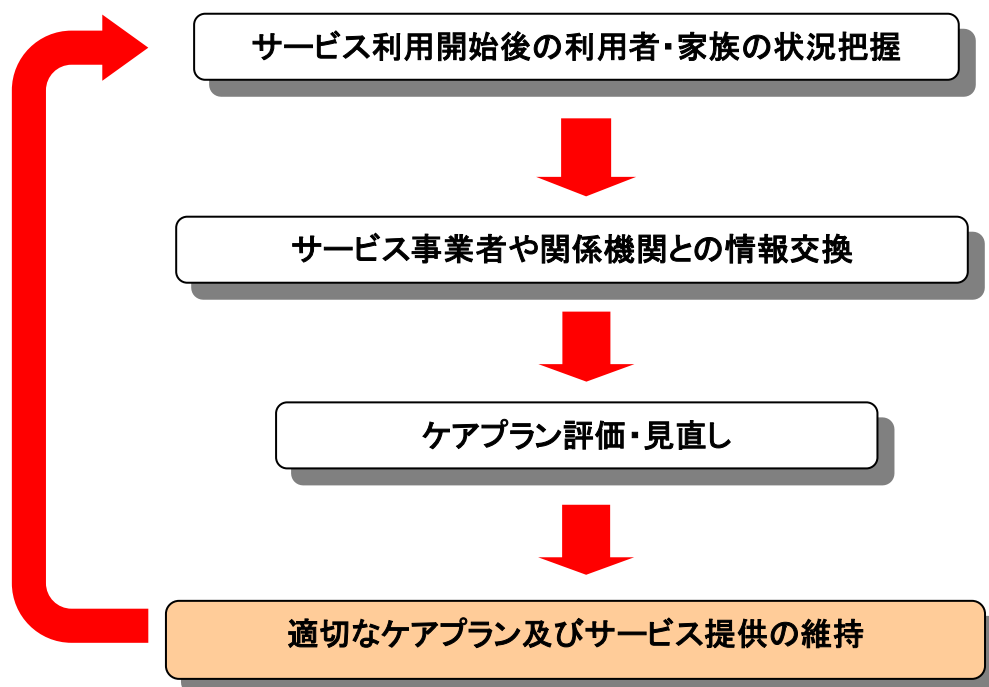 サービス利用開始後の利用者・家族の状況把握
サービス事業者や関係機関との情報交換
ケアプラン評価・見直し
適切なケアプラン及びサービス提供の維持